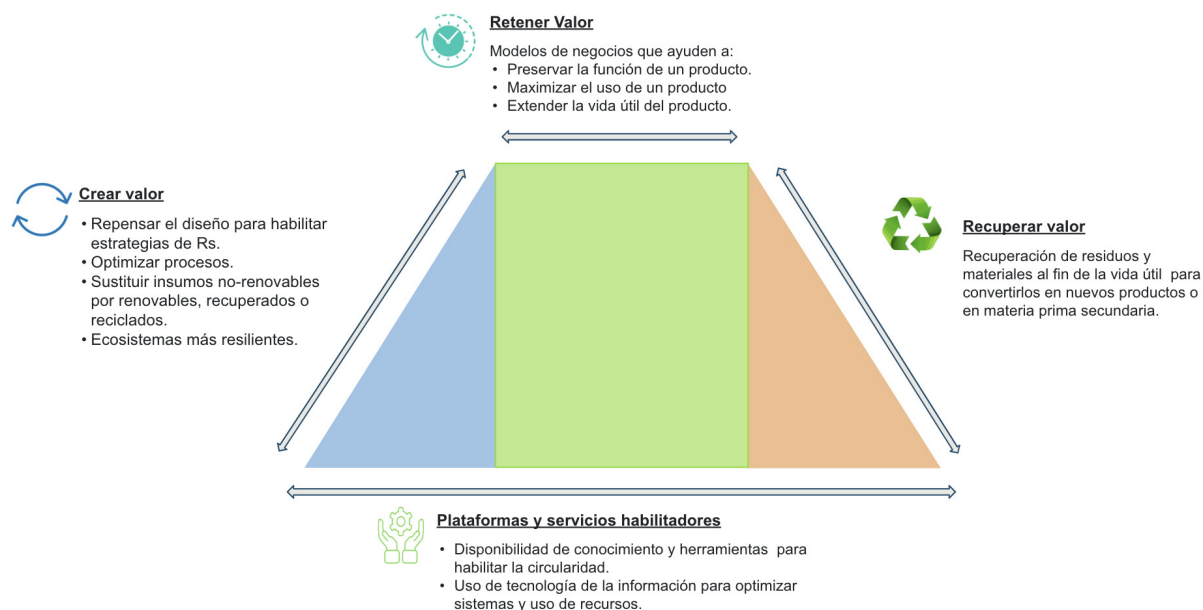 Retener Valor
Modelos de negocios que ayuden a:
• Preservar la función de un producto.
• Maximizar el uso de un producto
• Extender la vida útil del producto.
Crear valor
• Repensar el diseño para habilitar
estrategias de Rs.
• Optimizar procesos.
• Sustituir insumos no-renovables
por renovables, recuperados o
reciclados.
• Ecosistemas más resilientes.
Recuperar valor
Recuperación de residuos y
materiales al fin de la vida útil para
convertirlos en nuevos productos o
en materia prima secundaria.
Plataformas y servicios habilitadores
• Disponibilidad de conocimiento y herramientas para
habilitar la circularidad.
• Uso de tecnología de la información para optimizar
sistemas y uso de recursos.